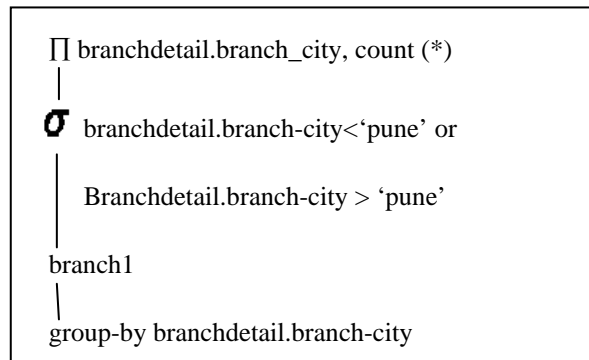 ∏ branchdetail.branch_city, count (*)
σ branchdetail.branch-city<‘pune’ or
Branchdetail.branch-city > ‘pune’
branch1
group-by branchdetail.branch-city